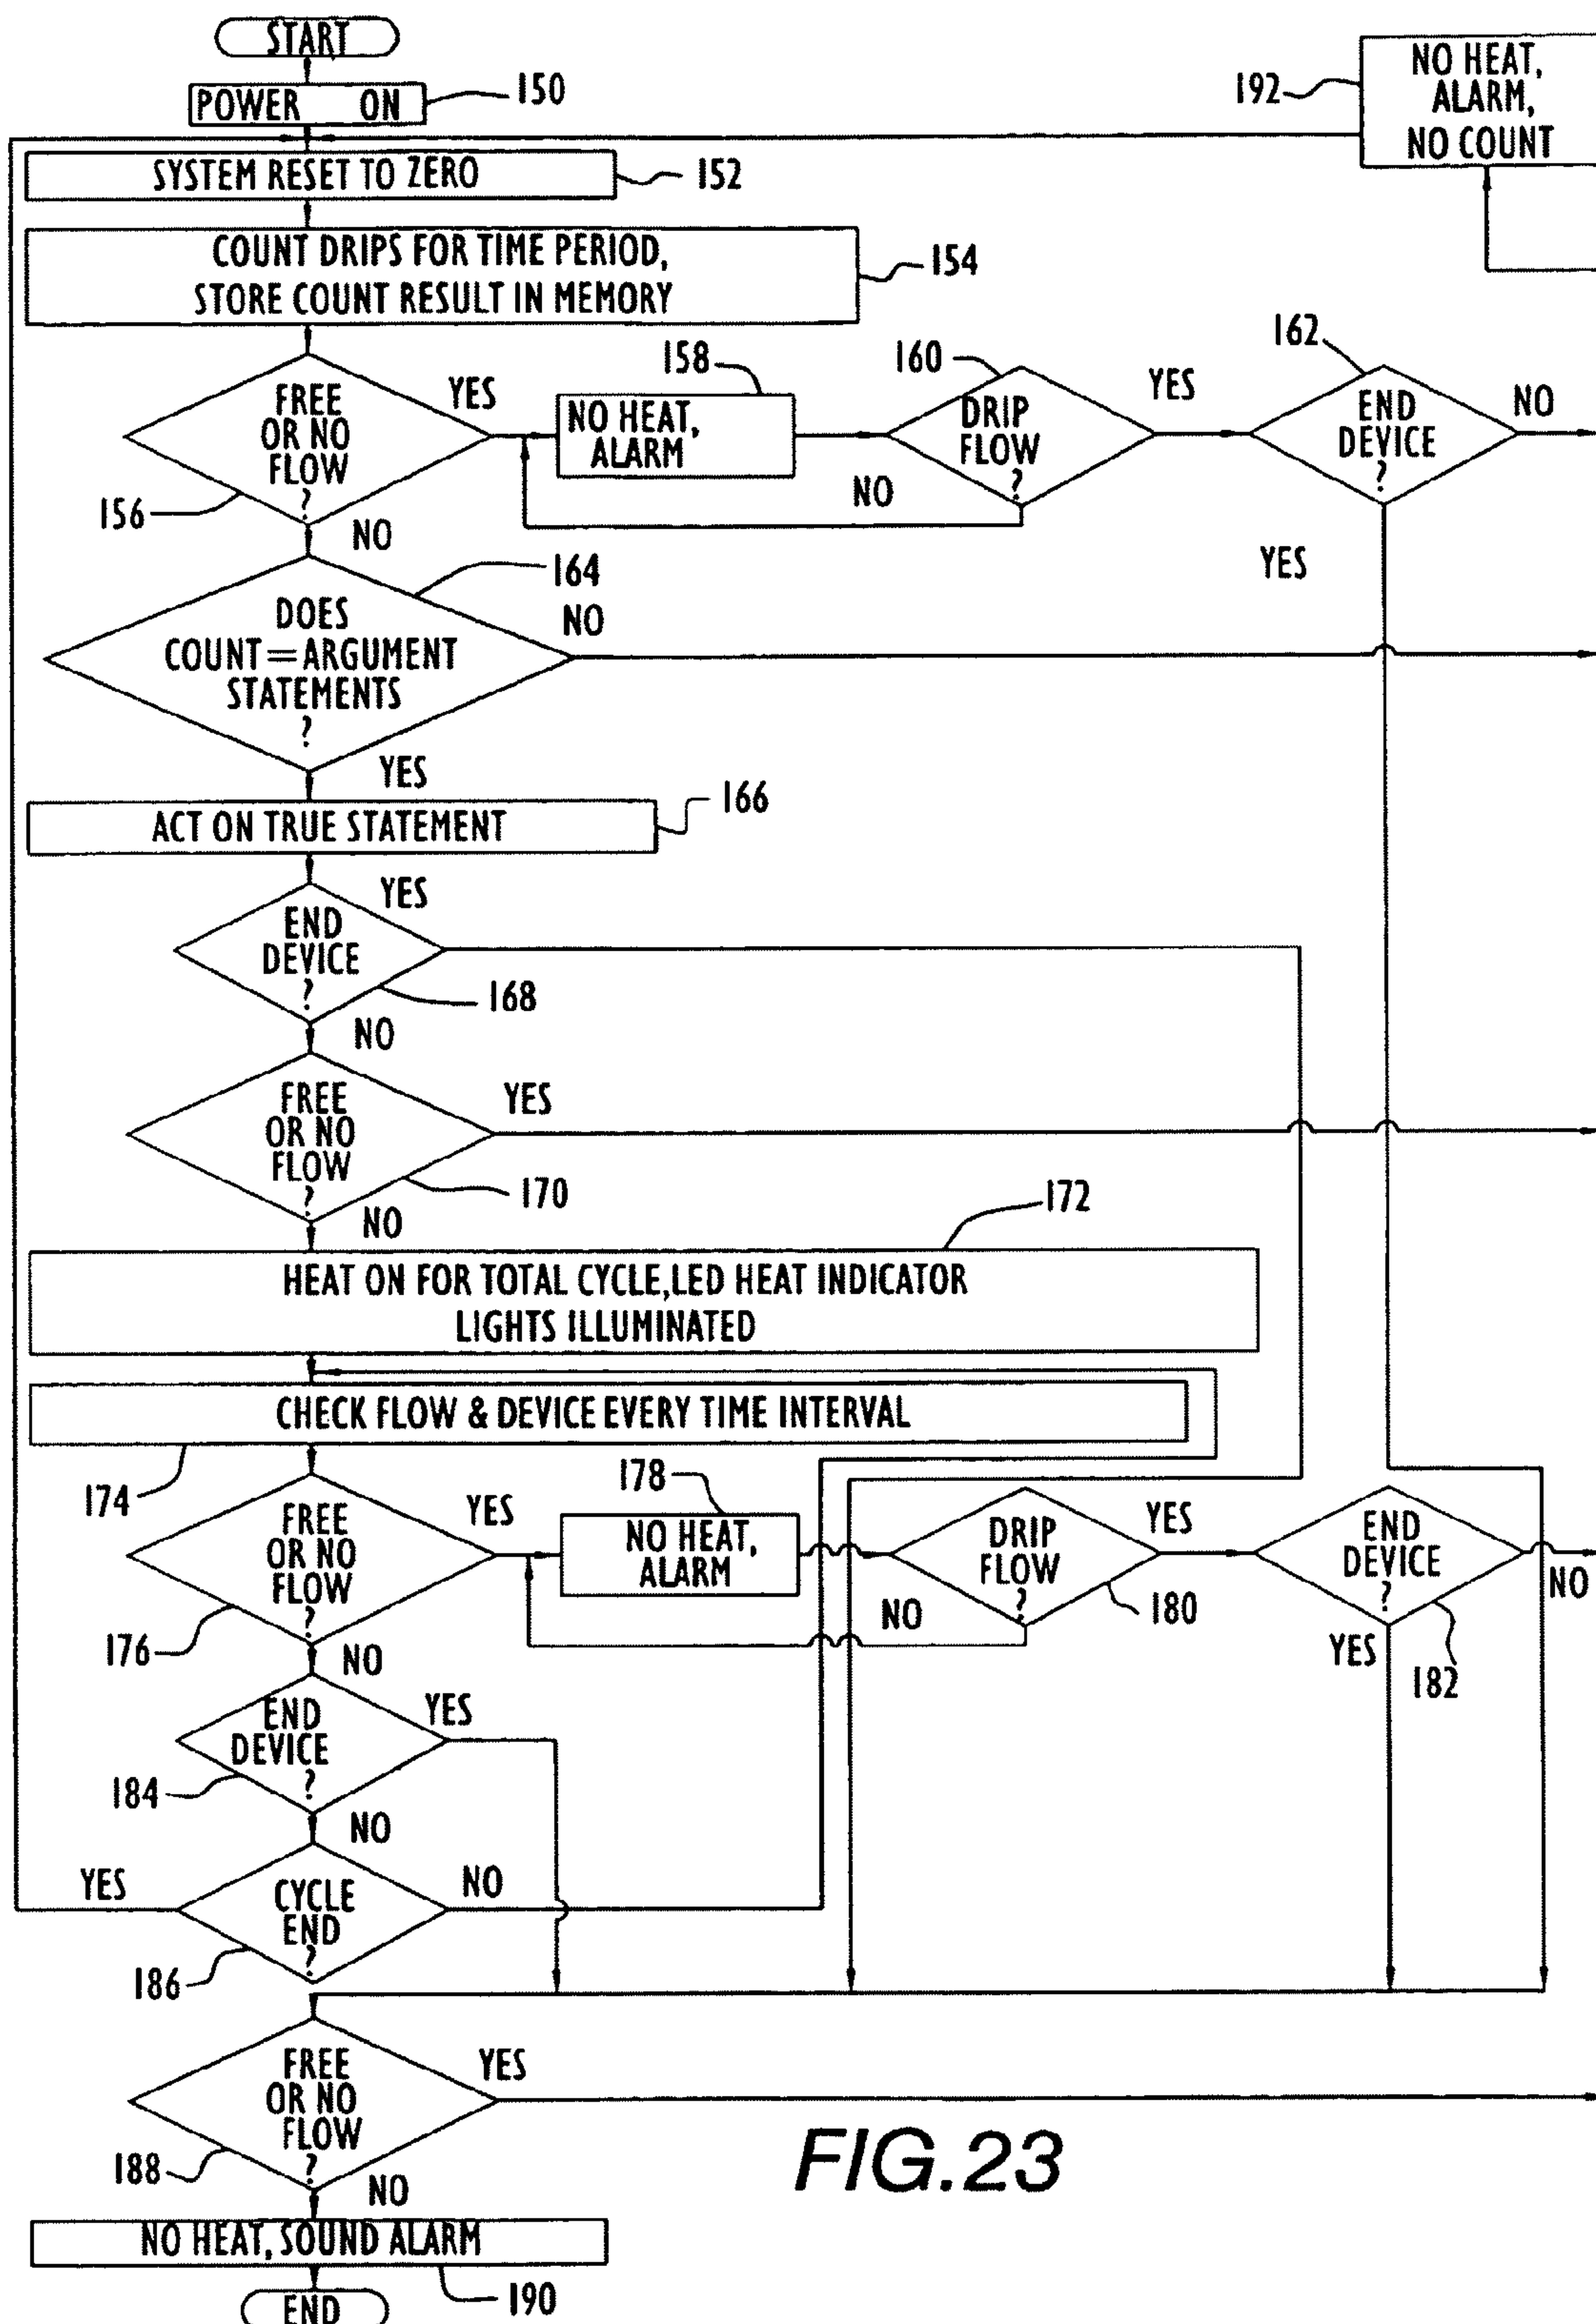 START
POWER ON
150
192
NO HEAT,
ALARM,
NO COUNT
SYSTEM RESET TO ZERO
152
COUNT DRIPS FOR TIME PERIOD,
STORE COUNT RESULT IN MEMORY
154
FREE
OR NO
FLOW
?
156
YES
NO
158
NO HEAT,
ALARM
160
DRIP
FLOW
?
YES
NO
162
END
DEVICE
?
NO
YES
164
DOES
COUNT=ARGUMENT
STATEMENTS
?
NO
YES
166
ACT ON TRUE STATEMENT
END
DEVICE
?
YES
168
NO
FREE
OR NO
FLOW
?
YES
170
NO
172
HEAT ON FOR TOTAL CYCLE,LED HEAT INDICATOR
LIGHTS ILLUMINATED
CHECK FLOW & DEVICE EVERY TIME INTERVAL
174
FREE
OR NO
FLOW
?
YES
176
NO
178
NO HEAT,
ALARM
DRIP
FLOW
?
YES
NO
180
END
DEVICE
?
NO
YES
182
END
DEVICE
?
YES
184
NO
YES
CYCLE
END
?
NO
186
FREE
OR NO
FLOW
?
YES
188
NO
FIG.23
NO HEAT, SOUND ALARM
190
END